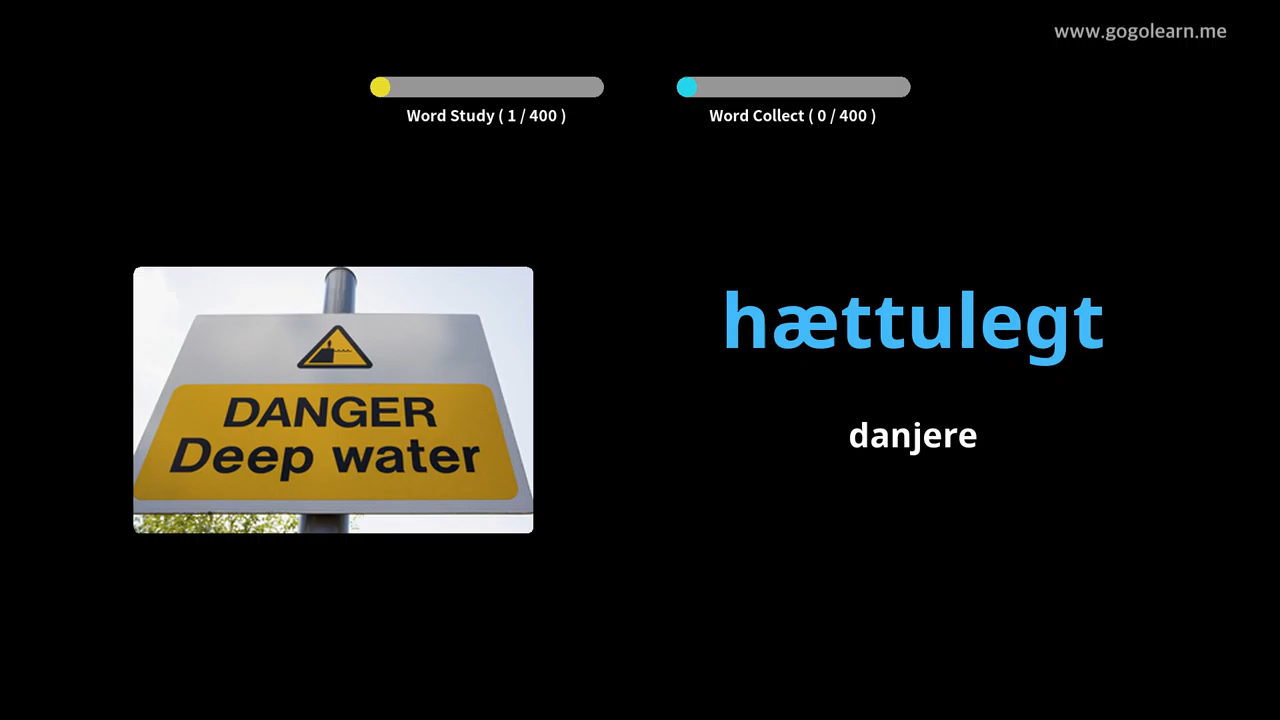 www.gogolearn.me
Word Study ( 1 / 400 )
Word Collect ( 0 / 400 )
DANGER
Deep water
hættulegt
danjere